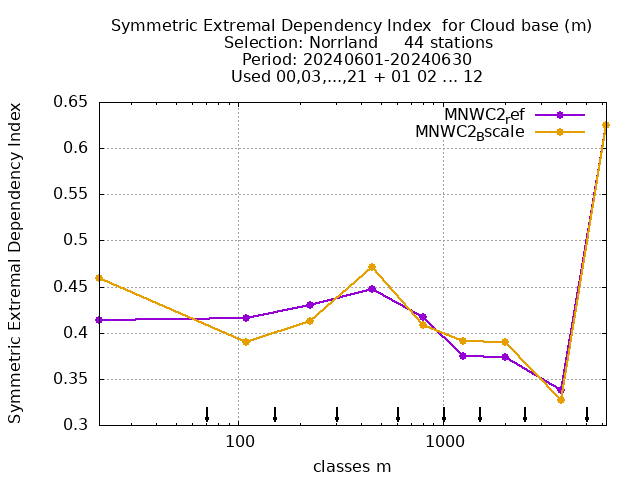 Symmetric Extremal Dependency Index  for Cloud base (m)
Selection: Norrland     44 stations
Period: 20240601-20240630
Used 00,03,...,21 + 01 02 ... 12
Symmetric Extremal Dependency Index
0.65
0.6
0.55
0.5
0.45
0.4
0.35
0.3
MNWC2ref
MNWC2Bscale
100
1000
classes m